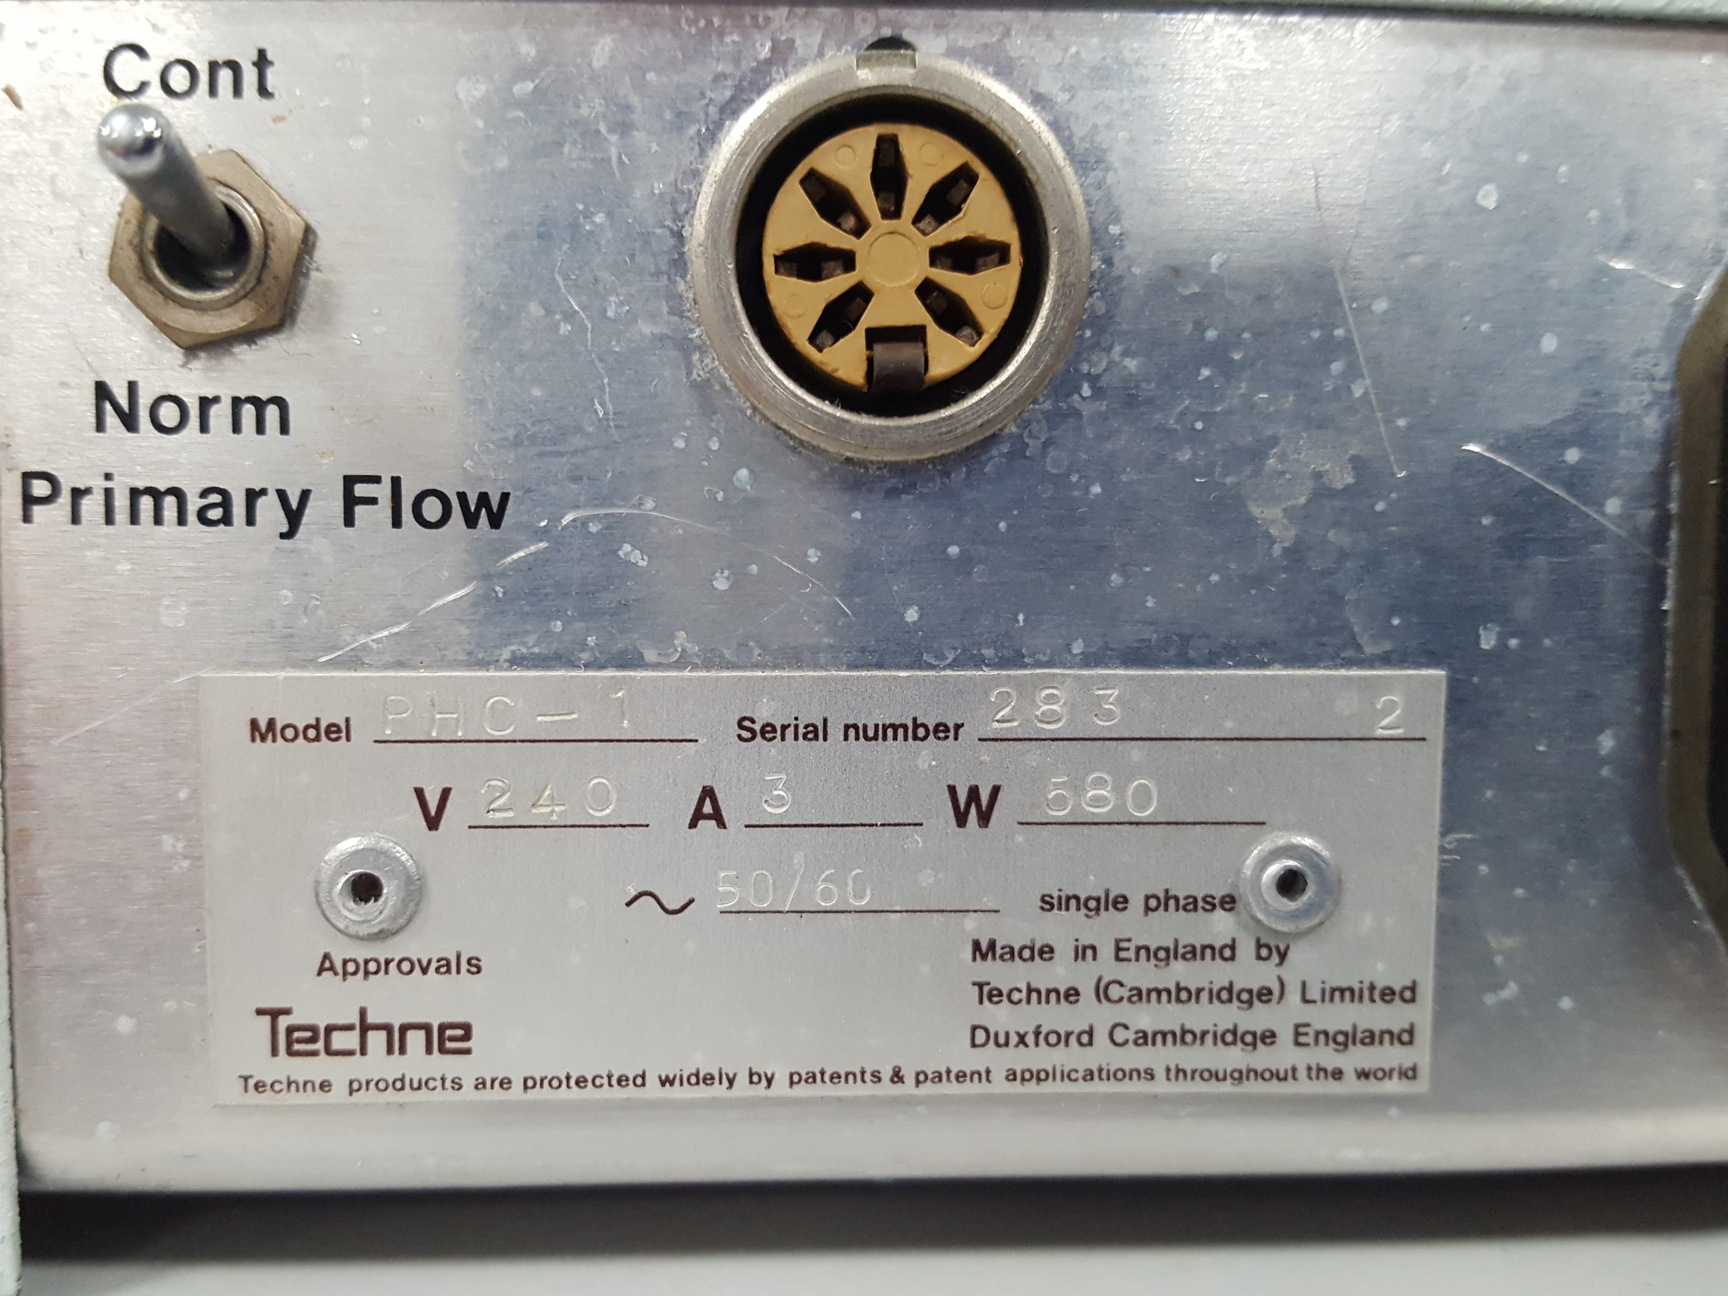 Cont
Norm
Primary Flow
Model PHC-1 Serial number 283 2
V 240 A 3 W 580
~ 50/60 single phase
Approvals
Made in England by
Techne (Cambridge) Limited
Duxford Cambridge England
Techne
Techne products are protected widely by patents & patent applications throughout the world